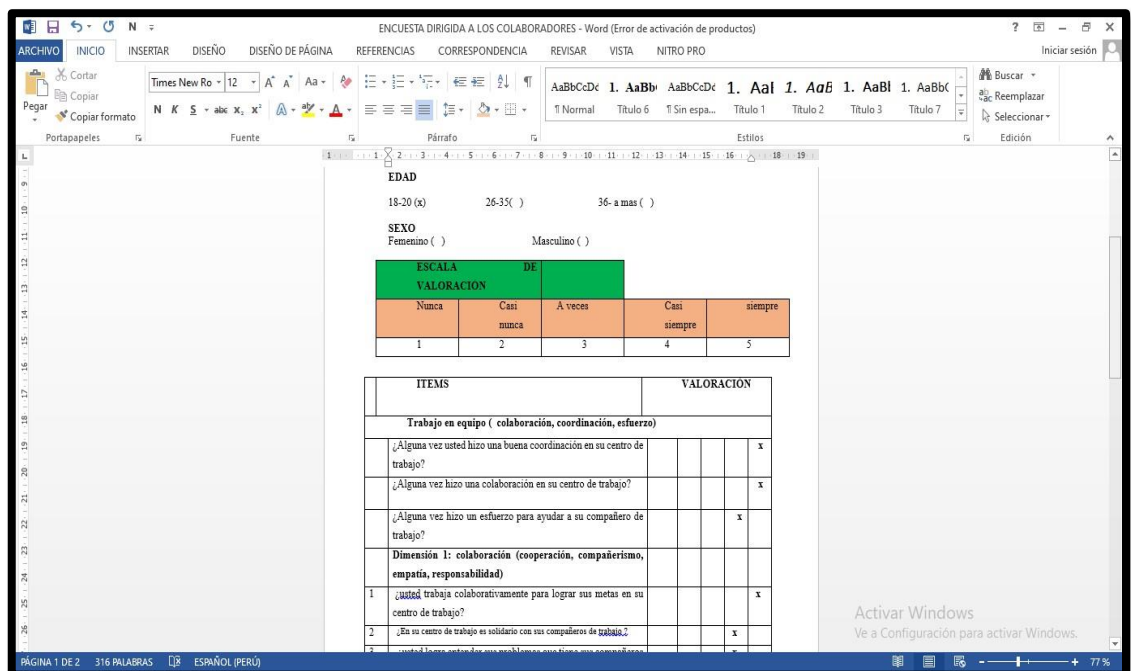 ENCUESTA DIRIGIDA A LOS COLABORADORES - Word (Error de activación de productos)
ARCHIVO INICIO INSERTAR DISEÑO DISEÑO DE PÁGINA REFERENCIAS CORRESPONDENCIA REVISAR VISTA NITRO PRO Iniciar sesión
Pegar
Cortar
Copiar
Copiar formato
Portapapeles
Times New Ro 12
N K S abc x₂ x²
Fuente
Párrafo
AaBbCcDc 1. AaBb AaBbCcDc 1. AaI 1. AaB 1. AaBl 1. AaBbC
¶ Normal Título 6 ¶ Sin espa... Título 1 Título 2 Título 3 Título 7
Estilos
Buscar
Reemplazar
Seleccionar
Edición
EDAD
18-20 (x) 26-35( ) 36- a mas ( )
SEXO
Femenino ( ) Masculino ( )
ESCALA DE
VALORACION
Nunca Casi nunca A veces Casi siempre siempre
1 2 3 4 5
ITEMS VALORACIÓN
Trabajo en equipo ( colaboración, coordinación, esfuerzo)
¿Alguna vez usted hizo una buena coordinación en su centro de x
trabajo?
¿Alguna vez hizo una colaboración en su centro de trabajo? x
¿Alguna vez hizo un esfuerzo para ayudar a su compañero de x
trabajo?
Dimensión 1: colaboración (cooperación, compañerismo,
empatía, responsabilidad)
1 ¿usted trabaja colaborativamente para lograr sus metas en su x
centro de trabajo?
2 ¿En su centro de trabajo es solidario con sus compañeros de trabajo ? x
Activar Windows
Ve a Configuración para activar Windows.
PÁGINA 1 DE 2 316 PALABRAS ESPAÑOL (PERÚ) 77%